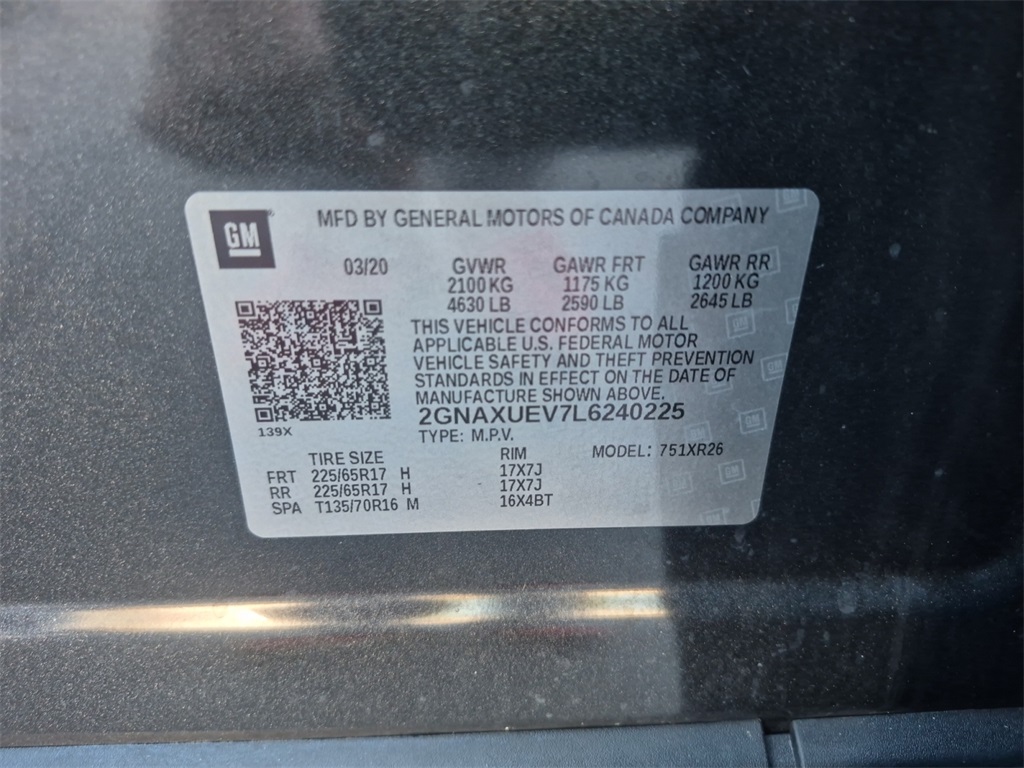 GM
MFD BY GENERAL MOTORS OF CANADA COMPANY
03/20 GVWR GAWR FRT GAWR RR
2100 KG 1175 KG 1200 KG
4630 LB 2590 LB 2645 LB
THIS VEHICLE CONFORMS TO ALL
APPLICABLE U.S. FEDERAL MOTOR
VEHICLE SAFETY AND THEFT PREVENTION
STANDARDS IN EFFECT ON THE DATE OF
MANUFACTURE SHOWN ABOVE.
2GNAXUEV7L6240225
139X
TYPE: M.P.V. MODEL: 751XR26
TIRE SIZE RIM
FRT 225/65R17 H 17X7J
RR 225/65R17 H 17X7J
SPA T135/70R16 M 16X4BT